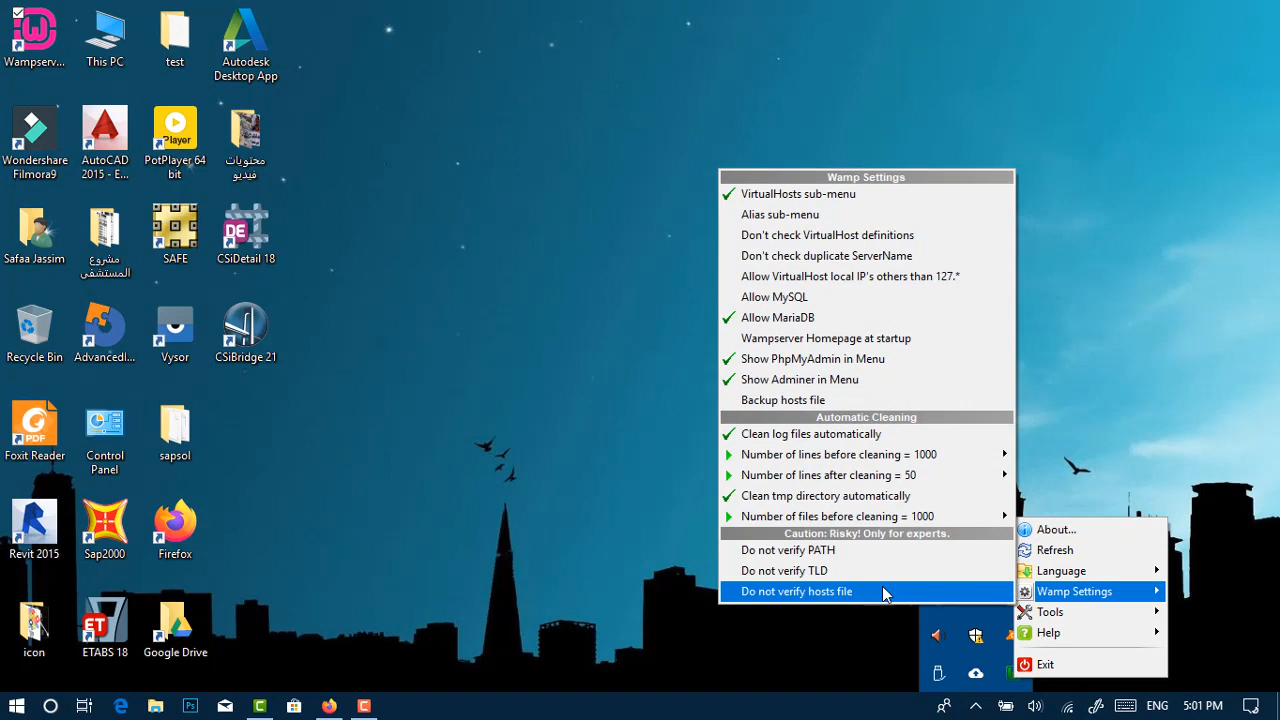 Wampserv...
This PC
test
Autodesk
Desktop App
Wondershare
Filmora9
AutoCAD
2015 - E...
Player
PotPlayer 64
bit
محتويات
فيديو
Safaa Jassim
مشروع
المستشفى
SAFE
DE
CSiDetail 18
Recycle Bin
AdvancedI...
Vysor
CSiBridge 21
PDF
Foxit Reader
Control
Panel
sapsol
Revit 2015
Sap2000
Firefox
icon
ET
ETABS 18
Google Drive
Wamp Settings
VirtualHosts sub-menu
Alias sub-menu
Don't check VirtualHost definitions
Don't check duplicate ServerName
Allow VirtualHost local IP's others than 127.*
Allow MySQL
Allow MariaDB
Wampserver Homepage at startup
Show PhpMyAdmin in Menu
Show Adminer in Menu
Backup hosts file
Automatic Cleaning
Clean log files automatically
Number of lines before cleaning = 1000
Number of lines after cleaning = 50
Clean tmp directory automatically
Number of files before cleaning = 1000
Caution: Risky! Only for experts.
Do not verify PATH
Do not verify TLD
Do not verify hosts file
About...
Refresh
Language
Wamp Settings
Tools
Help
Exit
Ps
ENG
5:01 PM